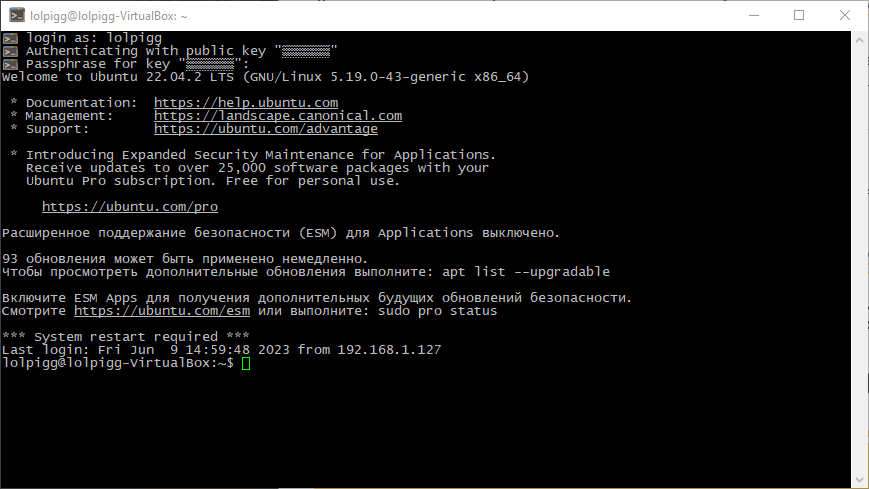 lolpigg@lolpigg-VirtualBox: ~
login as: lolpigg
Authenticating with public key "▒▒▒▒▒▒"
Passphrase for key "▒▒▒▒▒▒":
Welcome to Ubuntu 22.04.2 LTS (GNU/Linux 5.19.0-43-generic x86_64)
* Documentation: https://help.ubuntu.com
* Management: https://landscape.canonical.com
* Support: https://ubuntu.com/advantage
* Introducing Expanded Security Maintenance for Applications.
Receive updates to over 25,000 software packages with your
Ubuntu Pro subscription. Free for personal use.
https://ubuntu.com/pro
Расширенное поддержание безопасности (ESM) для Applications выключено.
93 обновления может быть применено немедленно.
Чтобы просмотреть дополнительные обновления выполните: apt list --upgradable
Включите ESM Apps для получения дополнительных будущих обновлений безопасности.
Смотрите https://ubuntu.com/esm или выполните: sudo pro status
*** System restart required ***
Last login: Fri Jun 9 14:59:48 2023 from 192.168.1.127
lolpigg@lolpigg-VirtualBox:~$